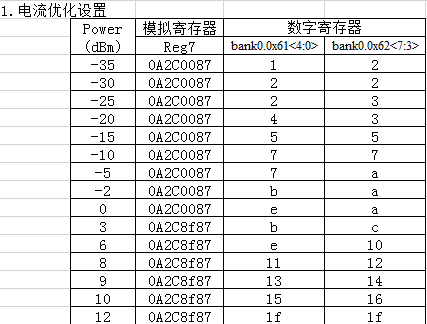 1.电流优化设置
Power (dBm) 模拟寄存器 数字寄存器
Reg7 bank0.0x61<4:0> bank0.0x62<7:3>
-35 0A2C0087 1 2
-30 0A2C0087 2 2
-25 0A2C0087 2 3
-20 0A2C0087 4 3
-15 0A2C0087 5 5
-10 0A2C0087 7 7
-5 0A2C0087 7 a
-2 0A2C0087 b a
0 0A2C0087 e a
3 0A2C8f87 b c
6 0A2C8f87 e 10
8 0A2C8f87 11 12
9 0A2C8f87 13 14
10 0A2C8f87 15 16
12 0A2C8f87 1f 1f